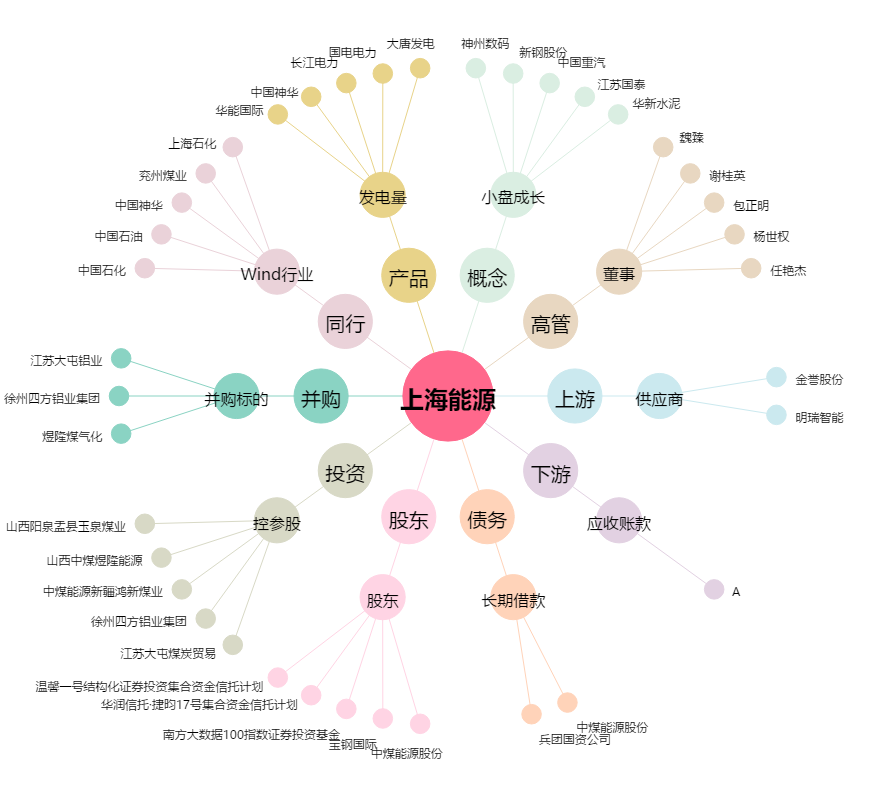 大唐发电
神州数码
国电电力
新钢股份
长江电力
中国重汽
中国神华
江苏国泰
华能国际
华新水泥
上海石化
魏臻
兖州煤业
谢桂英
中国神华
发电量
小盘成长
包正明
中国石油
杨世权
中国石化
Wind行业
产品
概念
董事
任艳杰
同行
高管
江苏大屯铝业
金誉股份
徐州四方铝业集团
并购标的
并购
上海能源
上游
供应商
明瑞智能
煜隆煤气化
投资
下游
山西阳泉盂县玉泉煤业
控参股
股东
债务
应收账款
山西中煤煜隆能源
中煤能源新疆鸿新煤业
A
股东
长期借款
徐州四方铝业集团
江苏大屯煤炭贸易
温馨一号结构化证券投资集合资金信托计划
华润信托·捷昀17号集合资金信托计划
南方大数据100指数证券投资基金
宝钢国际
中煤能源股份
兵团国资公司
中煤能源股份